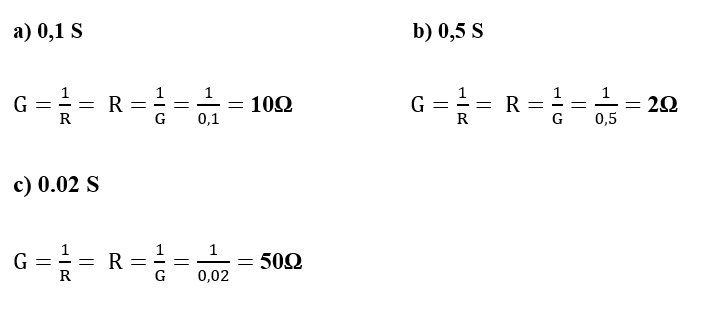 a) 0,1 S
b) 0,5 S
G = 1/R = R = 1/G = 1/0,1 = 10Ω
G = 1/R = R = 1/G = 1/0,5 = 2Ω
c) 0.02 S
G = 1/R = R = 1/G = 1/0,02 = 50Ω